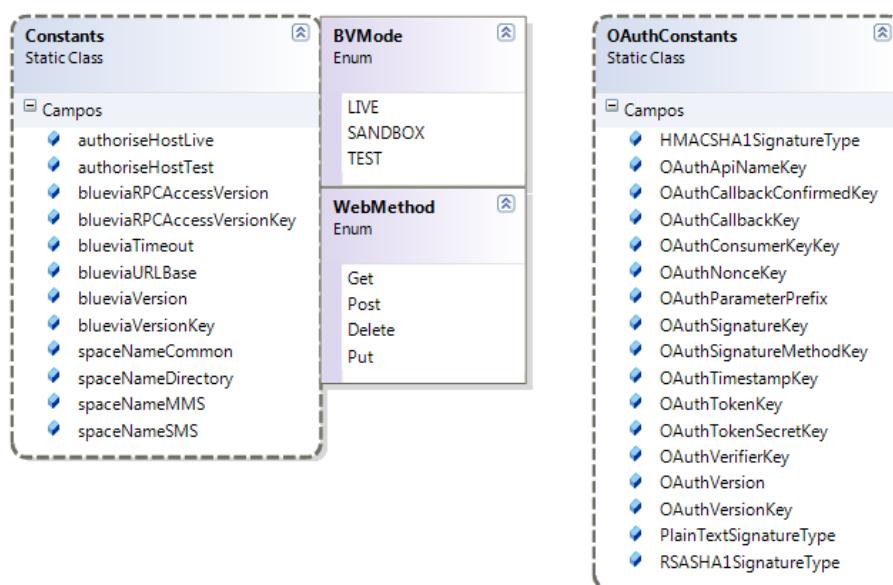 Constants
Static Class
Campos
authoriseHostLive
authoriseHostTest
blueviaRPCAccessVersion
blueviaRPCAccessVersionKey
blueviaTimeout
blueviaURLBase
blueviaVersion
blueviaVersionKey
spaceNameCommon
spaceNameDirectory
spaceNameMMS
spaceNameSMS
BVMode
Enum
LIVE
SANDBOX
TEST
WebMethod
Enum
Get
Post
Delete
Put
OAuthConstants
Static Class
Campos
HMACSHA1SignatureType
OAuthApiNameKey
OAuthCallbackConfirmedKey
OAuthCallbackKey
OAuthConsumerKeyKey
OAuthNonceKey
OAuthParameterPrefix
OAuthSignatureKey
OAuthSignatureMethodKey
OAuthTimestampKey
OAuthTokenKey
OAuthTokenSecretKey
OAuthVerifierKey
OAuthVersion
OAuthVersionKey
PlainTextSignatureType
RSASHA1SignatureType